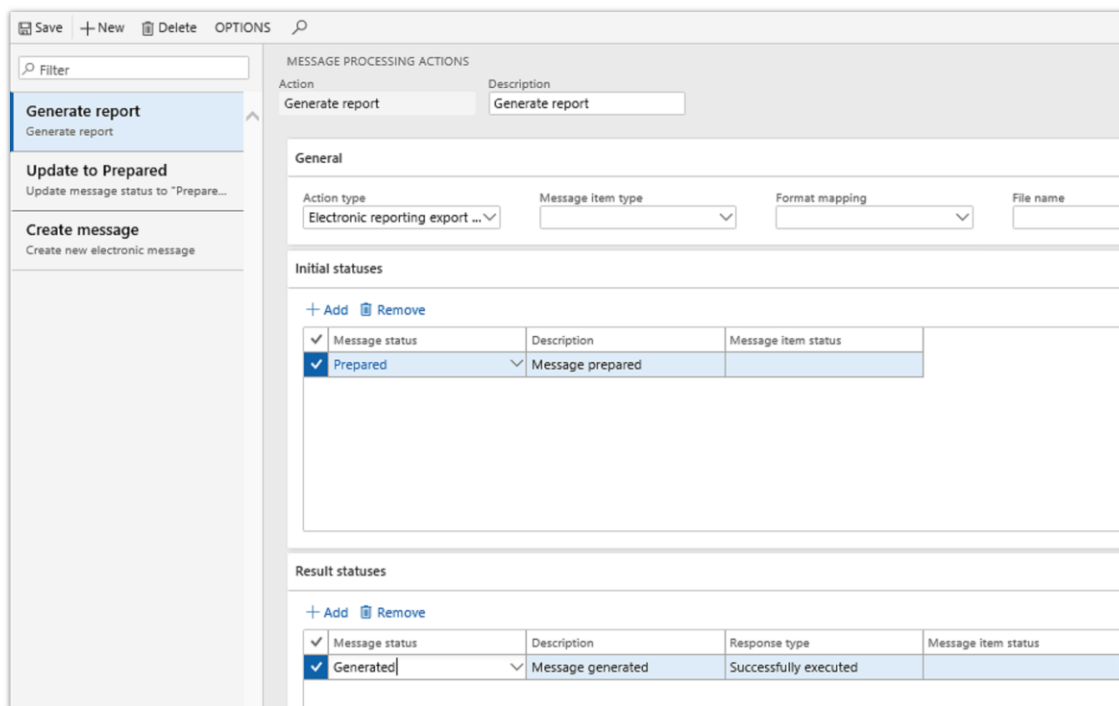 Save New Delete OPTIONS
Filter
Generate report
Generate report
Update to Prepared
Update message status to "Prepare...
Create message
Create new electronic message
MESSAGE PROCESSING ACTIONS
Action Description
Generate report Generate report
General
Action type Message item type Format mapping File name
Electronic reporting export ...
Initial statuses
Add Remove
Message status Description Message item status
Prepared Message prepared
Result statuses
Add Remove
Message status Description Response type Message item status
Generated Message generated Successfully executed